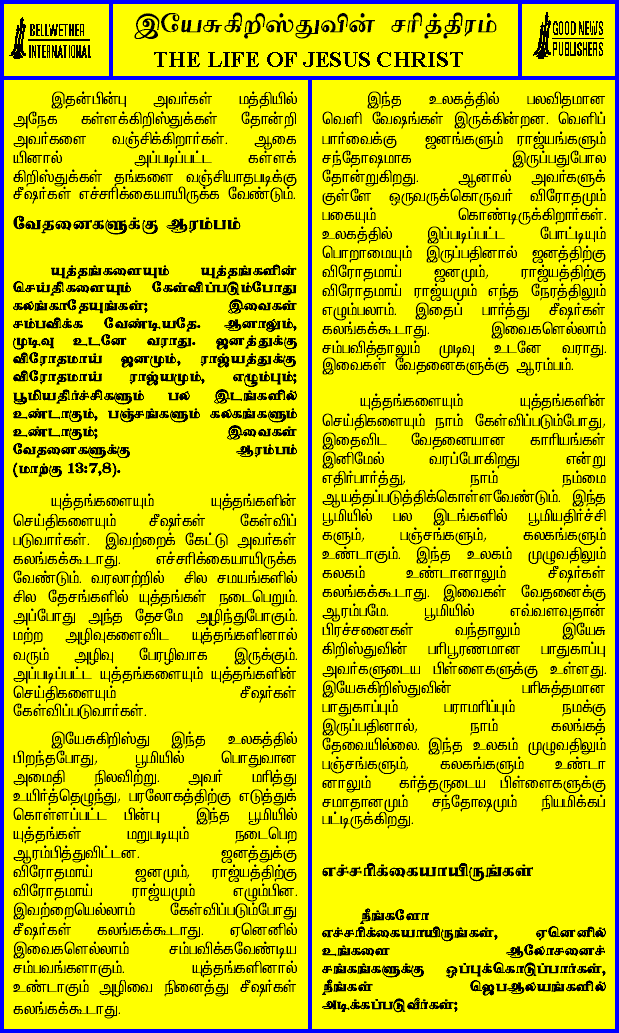 BELLWETHER
INTERNATIONAL
இயேசுகிறிஸ்துவின் சரித்திரம்
THE LIFE OF JESUS CHRIST
GOOD NEWS
PUBLISHERS
இதன்பின்பு அவர்கள் மத்தியில்
அநேக கள்ளக்கிறிஸ்துக்கள் தோன்றி
அவர்களை வஞ்சிக்கிறார்கள். ஆகை
யினால் அப்படிப்பட்ட கள்ளக்
கிறிஸ்துக்கள் தங்களை வஞ்சியாதபடிக்கு
சீஷர்கள் எச்சரிக்கையாயிருக்க வேண்டும்.
வேதனைகளுக்கு ஆரம்பம்
யுத்தங்களையும் யுத்தங்களின்
செய்திகளையும் கேள்விப்படும்போது
கலங்காதேயுங்கள்; இவைகள்
சம்பவிக்க வேண்டியதே. ஆனாலும்,
முடிவு உடனே வராது. ஜனத்துக்கு
விரோதமாய் ஜனமும், ராஜ்யத்துக்கு
விரோதமாய் ராஜ்யமும், எழும்பும்;
பூமியதிர்ச்சிகளும் பல இடங்களில்
உண்டாகும், பஞ்சங்களும் கலகங்களும்
உண்டாகும்; இவைகள்
வேதனைகளுக்கு ஆரம்பம்
(மாற்கு 13:7,8).
யுத்தங்களையும் யுத்தங்களின்
செய்திகளையும் சீஷர்கள் கேள்விப்
படுவார்கள். இவற்றைக் கேட்டு அவர்கள்
கலங்கக்கூடாது. எச்சரிக்கையாயிருக்க
வேண்டும். வரலாற்றில் சில சமயங்களில்
சில தேசங்களில் யுத்தங்கள் நடைபெறும்.
அப்போது அந்த தேசமே அழிந்துபோகும்.
மற்ற அழிவுகளைவிட யுத்தங்களினால்
வரும் அழிவு பேரழிவாக இருக்கும்.
அப்படிப்பட்ட யுத்தங்களையும் யுத்தங்களின்
செய்திகளையும் சீஷர்கள்
கேள்விப்படுவார்கள்.
இயேசுகிறிஸ்து இந்த உலகத்தில்
பிறந்தபோது, பூமியில் பொதுவான
அமைதி நிலவிற்று. அவர் மரித்து
உயிர்த்தெழுந்து, பரலோகத்திற்கு எடுத்துக்
கொள்ளப்பட்ட பின்பு இந்த பூமியில்
யுத்தங்கள் மறுபடியும் நடைபெற
ஆரம்பித்துவிட்டன. ஜனத்துக்கு
விரோதமாய் ஜனமும், ராஜ்யத்திற்கு
விரோதமாய் ராஜ்யமும் எழும்பின.
இவற்றையெல்லாம் கேள்விப்படும்போது
சீஷர்கள் கலங்கக்கூடாது. ஏனெனில்
இவைகளெல்லாம் சம்பவிக்கவேண்டிய
சம்பவங்களாகும். யுத்தங்களினால்
உண்டாகும் அழிவை நினைத்து சீஷர்கள்
கலங்கக்கூடாது.
இந்த உலகத்தில் பலவிதமான
வெளி வேஷங்கள் இருக்கின்றன. வெளிப்
பார்வைக்கு ஜனங்களும் ராஜ்யங்களும்
சந்தோஷமாக இருப்பதுபோல
தோன்றுகிறது. ஆனால் அவர்களுக்
குள்ளே ஒருவருக்கொருவர் விரோதமும்
பகையும் கொண்டிருக்கிறார்கள்.
உலகத்தில் இப்படிப்பட்ட போட்டியும்
பொறாமையும் இருப்பதினால் ஜனத்திற்கு
விரோதமாய் ஜனமும், ராஜ்யத்திற்கு
விரோதமாய் ராஜ்யமும் எந்த நேரத்திலும்
எழும்பலாம். இதைப் பார்த்து சீஷர்கள்
கலங்கக்கூடாது. இவைகளெல்லாம்
சம்பவித்தாலும் முடிவு உடனே வராது.
இவைகள் வேதனைகளுக்கு ஆரம்பம்.
யுத்தங்களையும் யுத்தங்களின்
செய்திகளையும் நாம் கேள்விப்படும்போது,
இதைவிட வேதனையான காரியங்கள்
இனிமேல் வரப்போகிறது என்று
எதிர்பார்த்து, நாம் நம்மை
ஆயத்தப்படுத்திக்கொள்ளவேண்டும். இந்த
பூமியில் பல இடங்களில் பூமியதிர்ச்சி
களும், பஞ்சங்களும், கலகங்களும்
உண்டாகும். இந்த உலகம் முழுவதிலும்
கலகம் உண்டானாலும் சீஷர்கள்
கலங்கக்கூடாது. இவைகள் வேதனைக்கு
ஆரம்பமே. பூமியில் எவ்வளவுதான்
பிரச்சனைகள் வந்தாலும் இயேசு
கிறிஸ்துவின் பரிபூரணமான பாதுகாப்பு
அவர்களுடைய பிள்ளைகளுக்கு உள்ளது.
இயேசுகிறிஸ்துவின் பரிசுத்தமான
பாதுகாப்பும் பராமரிப்பும் நமக்கு
இருப்பதினால், நாம் கலங்கத்
தேவையில்லை. இந்த உலகம் முழுவதிலும்
பஞ்சங்களும், கலகங்களும் உண்டா
னாலும் கர்த்தருடைய பிள்ளைகளுக்கு
சமாதானமும் சந்தோஷமும் நியமிக்கப்
பட்டிருக்கிறது.
எச்சரிக்கையாயிருங்கள்
நீங்களோ
எச்சரிக்கையாயிருங்கள், ஏனெனில்
உங்களை ஆலோசனைச்
சங்கங்களுக்கு ஒப்புக்கொடுப்பார்கள்,
நீங்கள் ஜெபஆலயங்களில்
அடிக்கப்படுவீர்கள்;